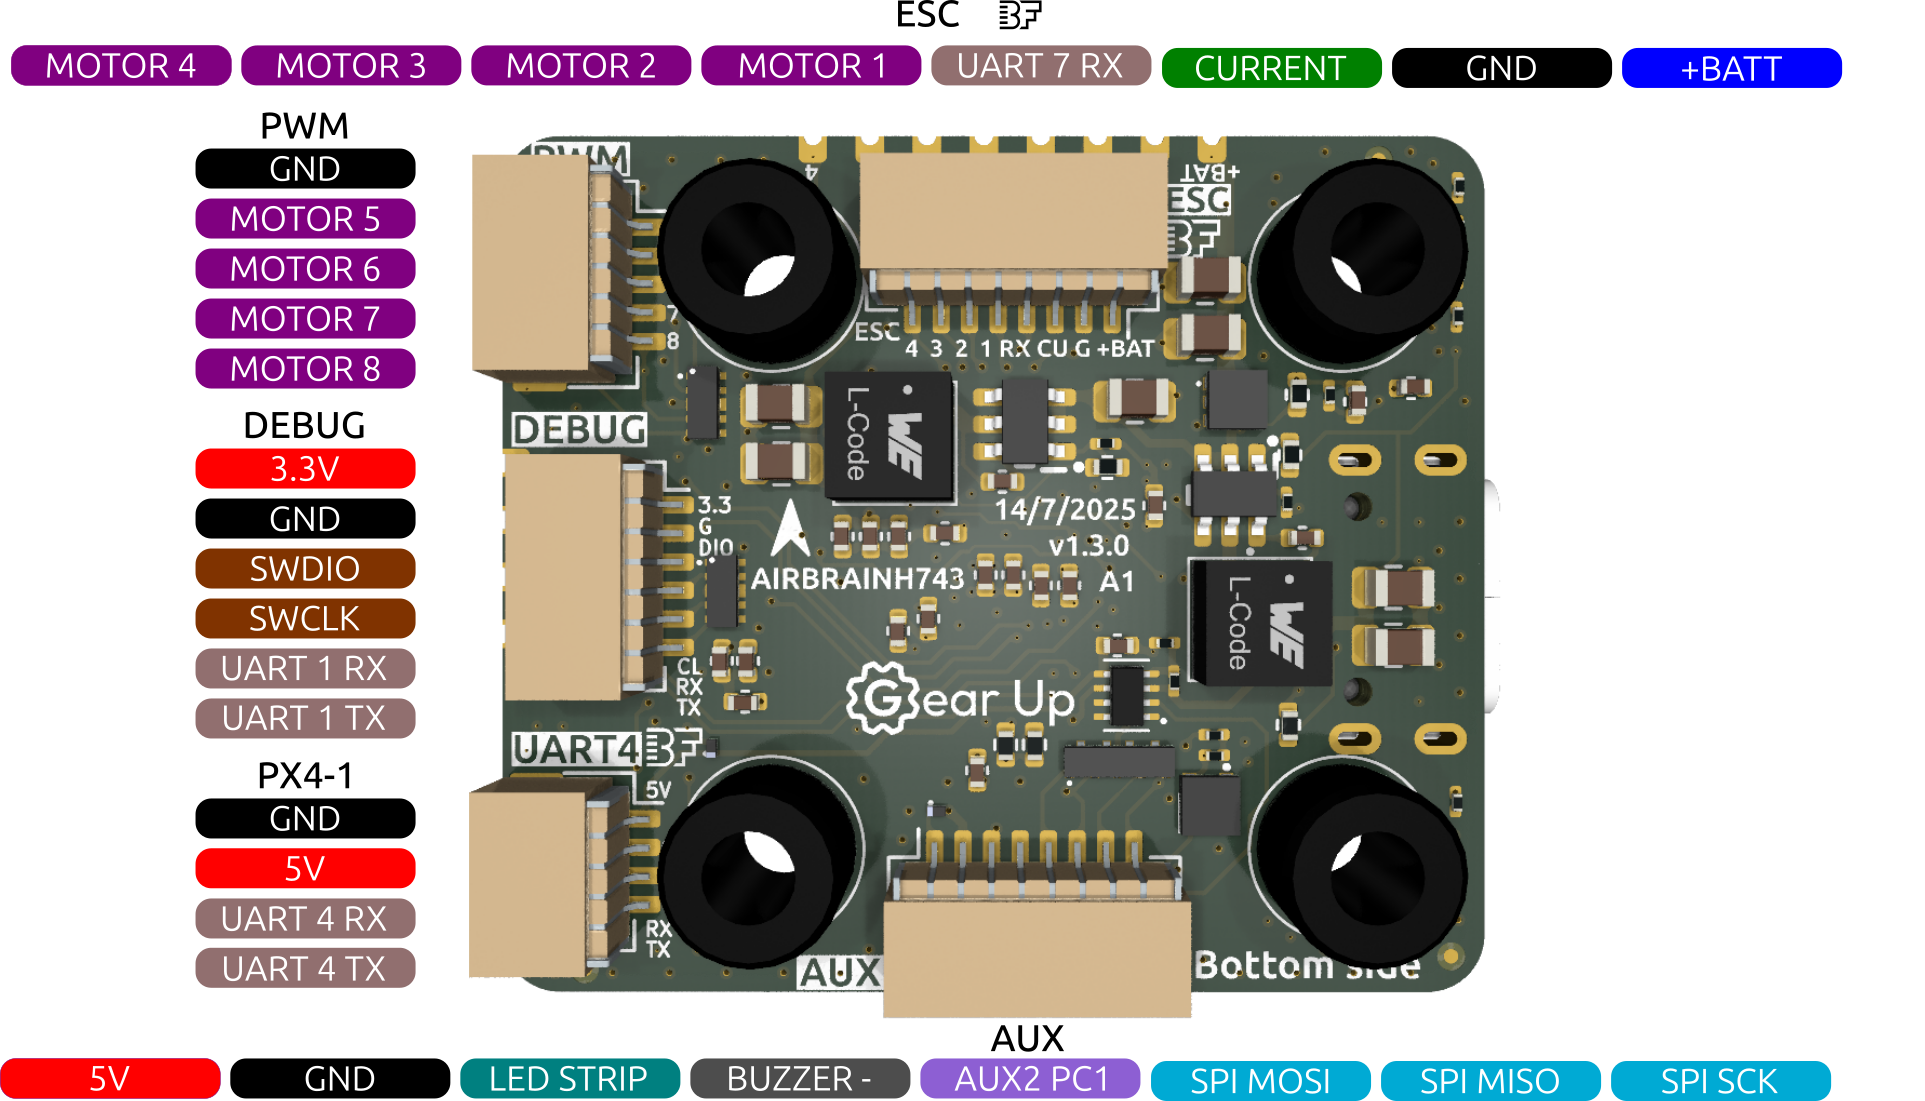 ESC BF
MOTOR 4 MOTOR 3 MOTOR 2 MOTOR 1 UART 7 RX CURRENT GND +BATT
PWM
GND
MOTOR 5
MOTOR 6
MOTOR 7
MOTOR 8
DEBUG
3.3V
GND
SWDIO
SWCLK
UART 1 RX
UART 1 TX
PX4-1
GND
5V
UART 4 RX
UART 4 TX
PWM
4
+BAT
ESC
BF
7
8
ESC
4 3 2 1 RX CU G +BAT
DEBUG
3.3
G
DIO
CL
RX
TX
WE
L-Code
14/7/2025
v1.3.0
AIRBRAINH743
A1
WE
L-Code
Gear Up
UART4 BF
5V
RX
TX
AUX
Bottom side
AUX
5V GND LED STRIP BUZZER - AUX2 PC1 SPI MOSI SPI MISO SPI SCK